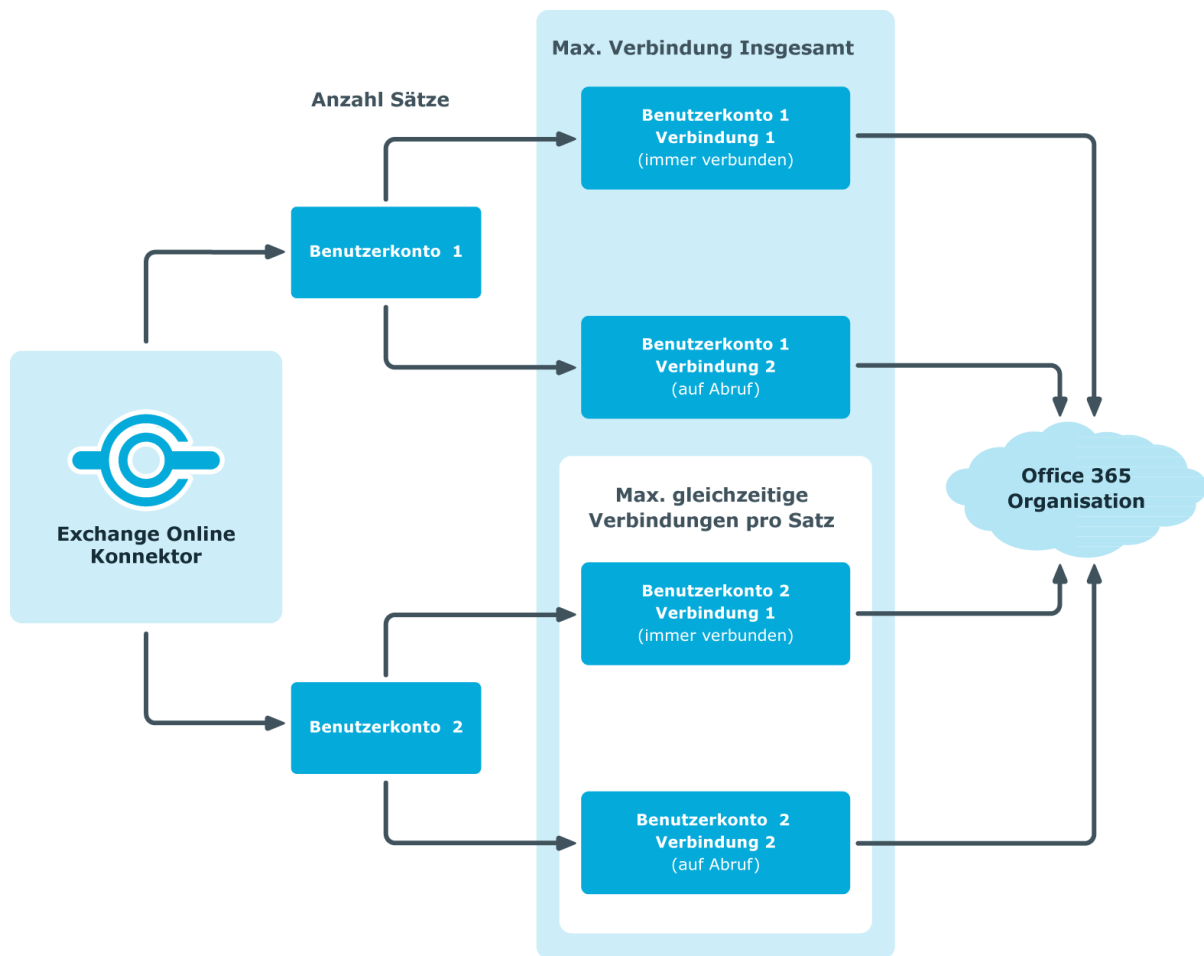 Max. Verbindung Insgesamt
Anzahl Sätze
Benutzerkonto 1
Verbindung 1
(immer verbunden)
Benutzerkonto 1
Benutzerkonto 1
Verbindung 2
(auf Abruf)
Exchange Online
Konnektor
Office 365
Organisation
Max. gleichzeitige
Verbindungen pro Satz
Benutzerkonto 2
Verbindung 1
(immer verbunden)
Benutzerkonto 2
Benutzerkonto 2
Verbindung 2
(auf Abruf)